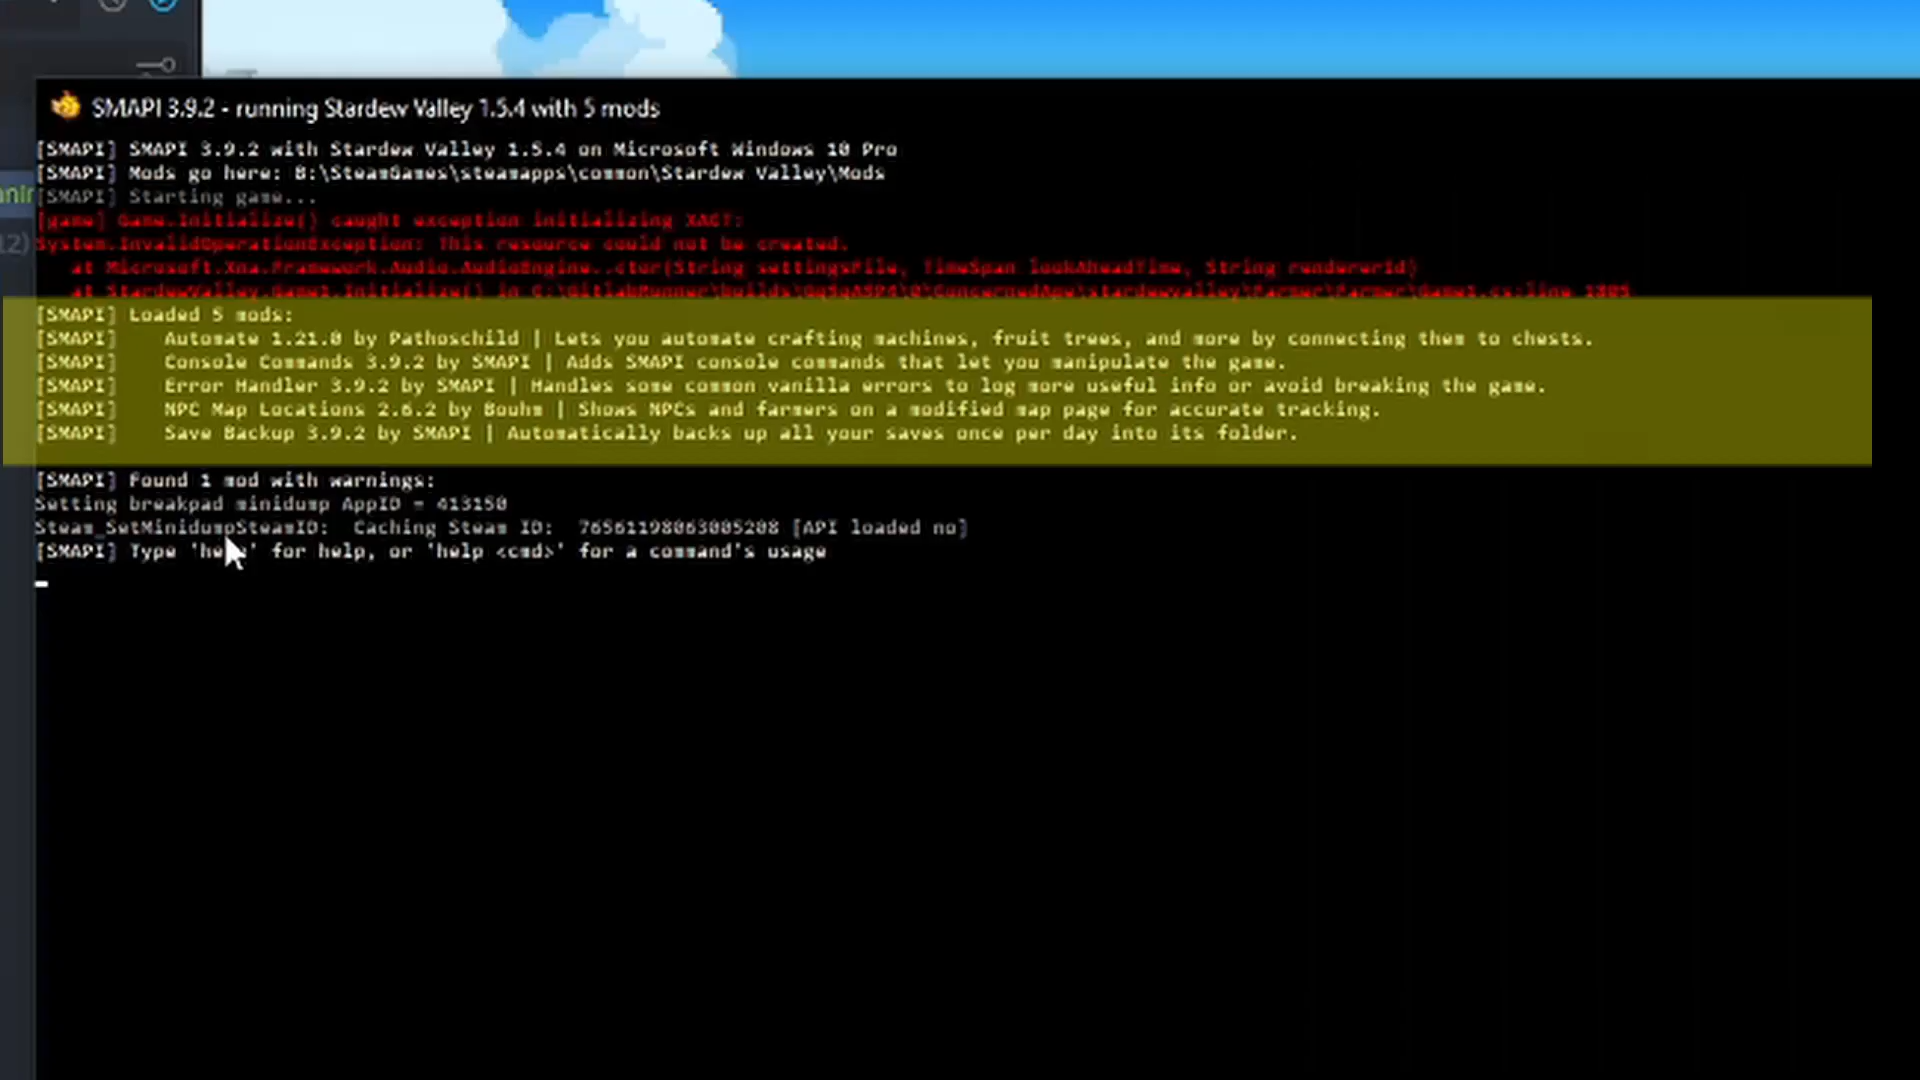 SMAPI 3.9.2 - running Stardew Valley 1.5.4 with 5 mods
[SMAPI] SMAPI 3.9.2 with Stardew Valley 1.5.4 on Microsoft Windows 10 Pro
[SMAPI] Mods go here: B:\SteamGames\steamapps\common\Stardew Valley\Mods
[SMAPI] Starting game...
[game] Game.Initialize() caught exception initializing XACT:
System.InvalidOperationException: This resource could not be created.
at Microsoft.Xna.Framework.Audio.AudioEngine..ctor(String settingsFile, TimeSpan lookAheadTime, String rendererId)
at StardewValley.Game1.Initialize() in
[SMAPI] Loaded 5 mods:
[SMAPI] Automate 1.21.0 by Pathoschild | Lets you automate crafting machines, fruit trees, and more by connecting them to chests.
[SMAPI] Console Commands 3.9.2 by SMAPI | Adds SMAPI console commands that let you manipulate the game.
[SMAPI] Error Handler 3.9.2 by SMAPI | Handles some common vanilla errors to log more useful info or avoid breaking the game.
[SMAPI] NPC Map Locations 2.6.2 by Bouhm | Shows NPCs and farmers on a modified map page for accurate tracking.
[SMAPI] Save Backup 3.9.2 by SMAPI | Automatically backs up all your saves once per day into its folder.
[SMAPI] Found 1 mod with warnings:
Setting breakpad minidump AppID = 413150
Steam_SetMinidumpSteamID: Caching Steam ID: 76561198063005208 [API loaded no]
[SMAPI] Type 'help' for help, or 'help <cmd>' for a command's usage
12)